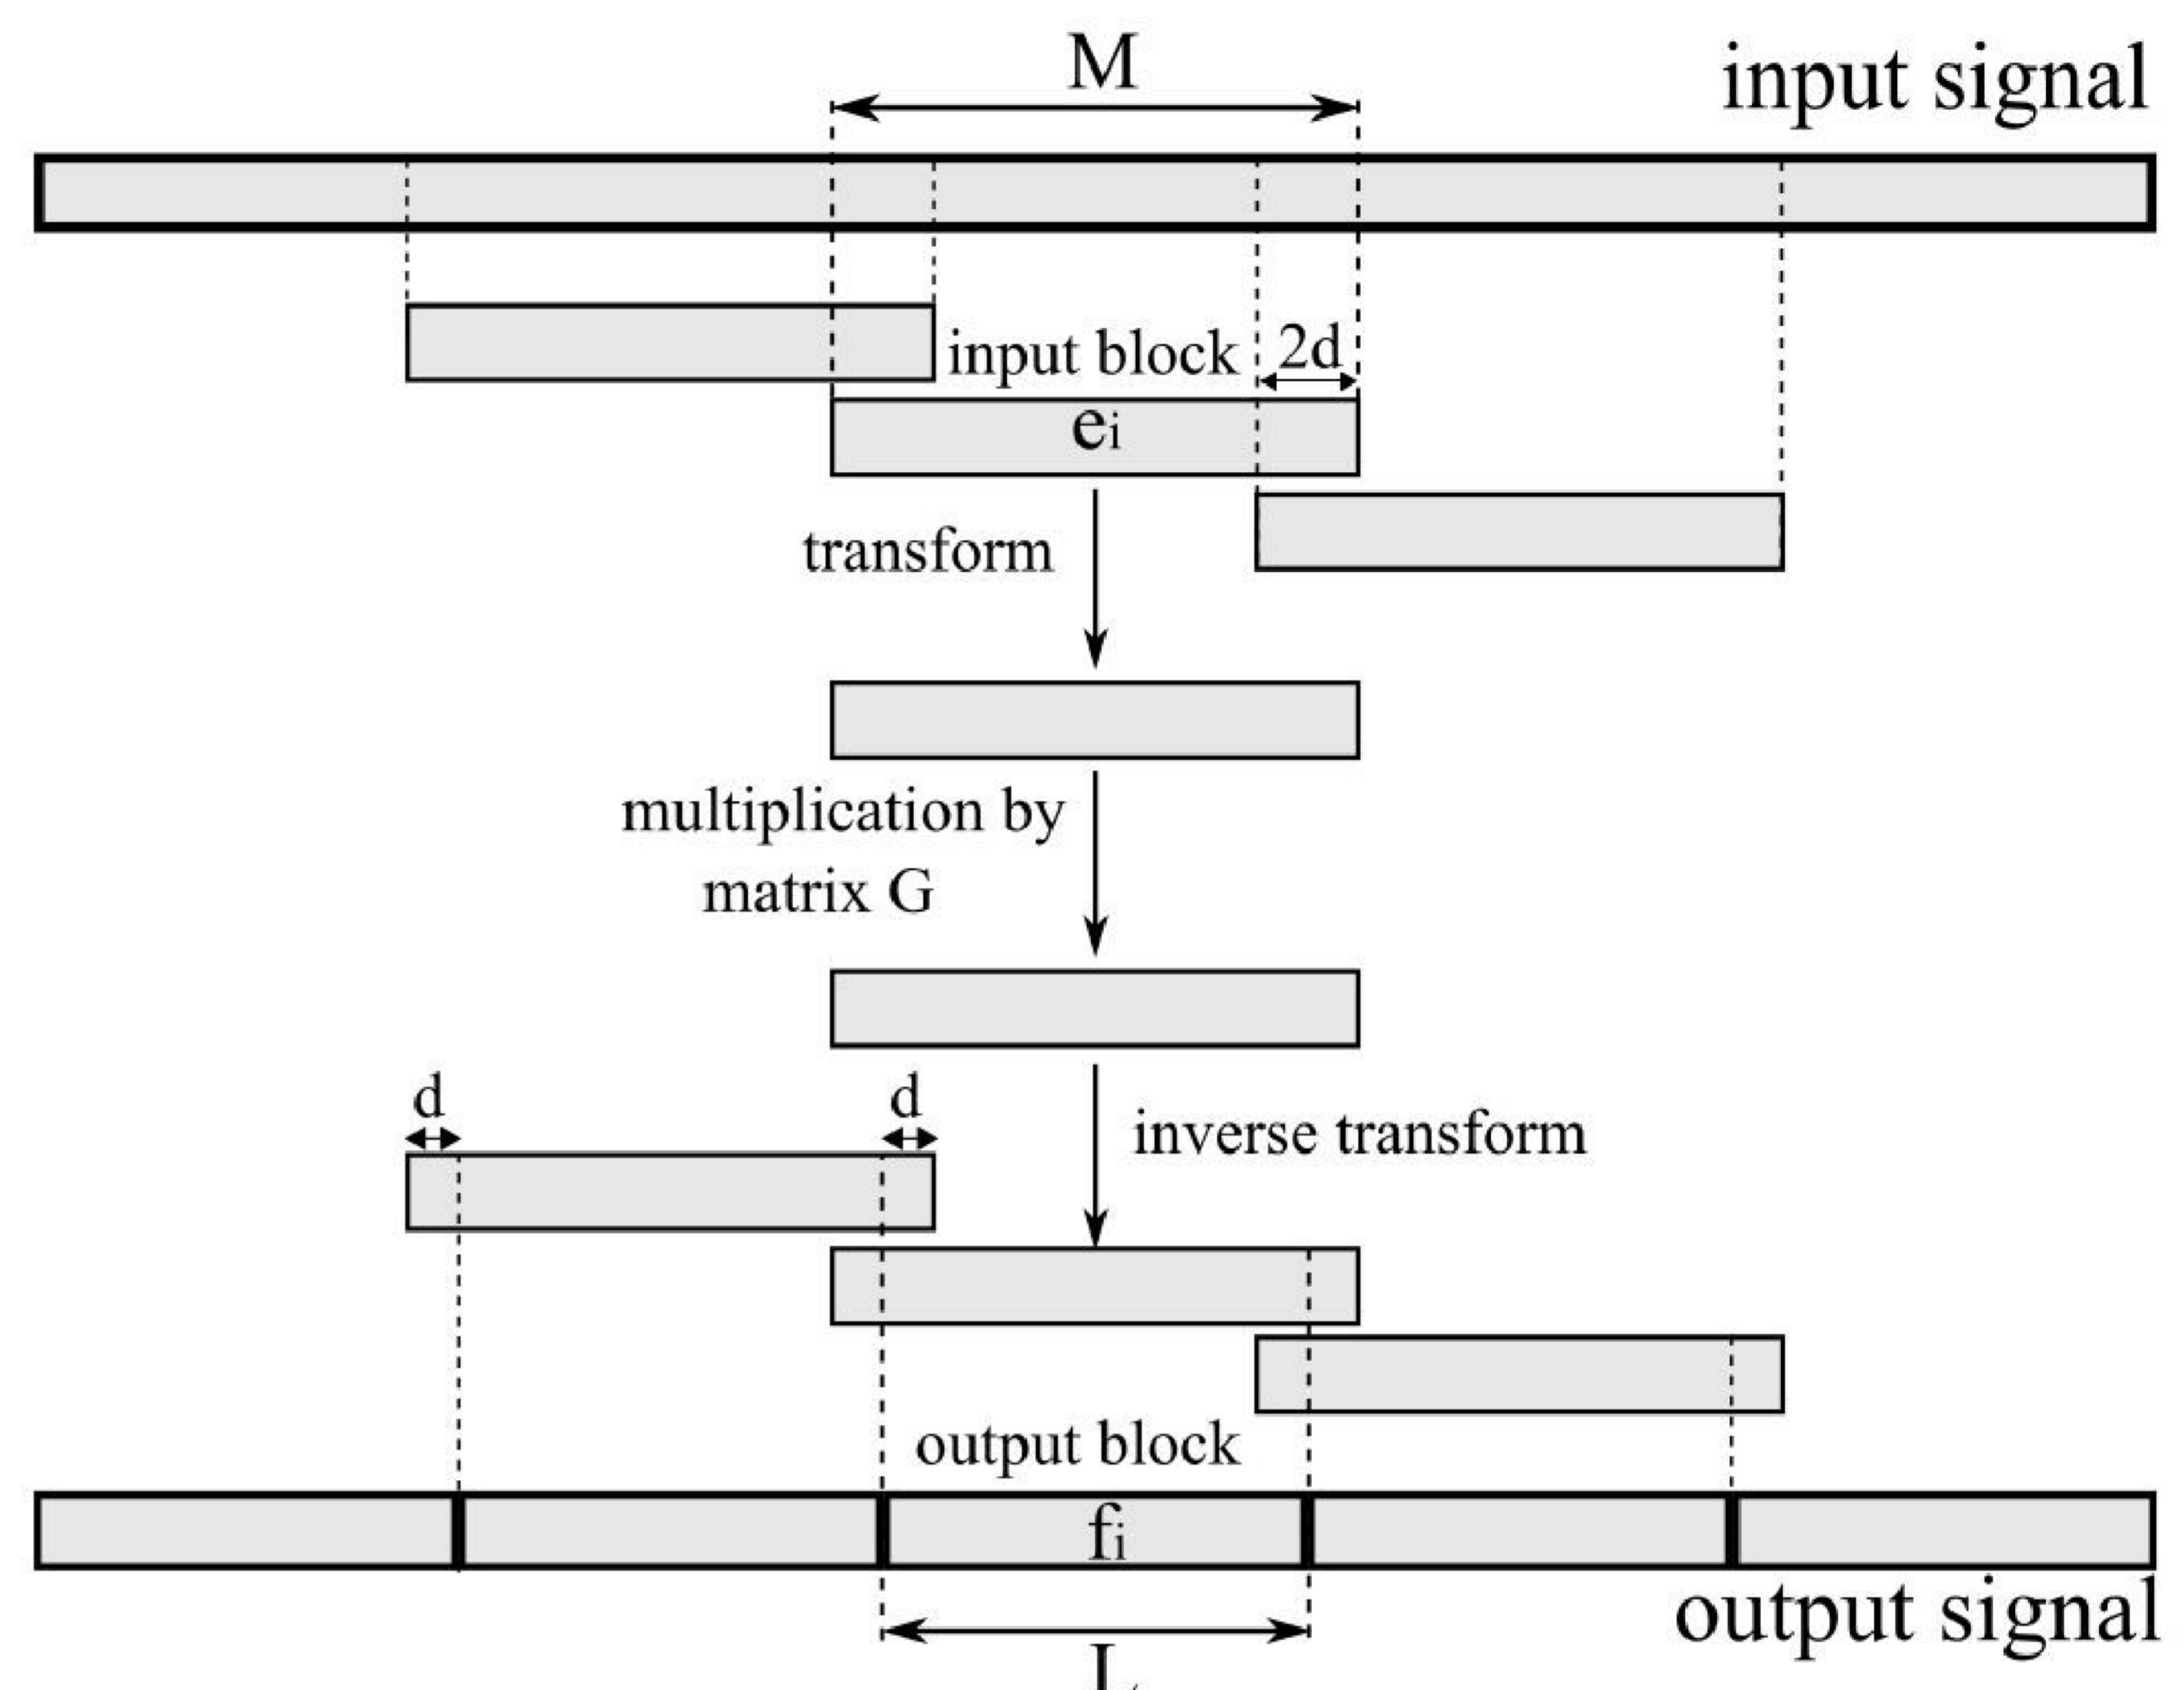 M
input signal
input block
2d
ei
transform
multiplication by
matrix G
d
d
inverse transform
output block
fi
output signal
L